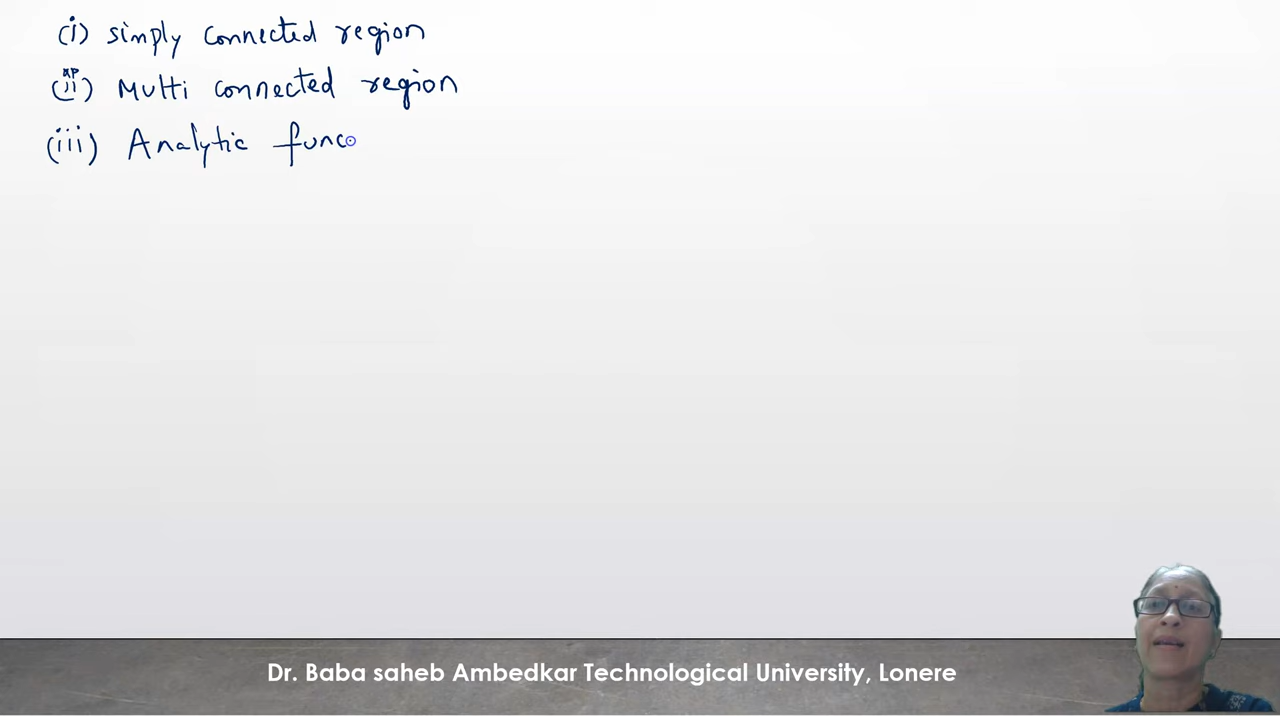 (i) simply connected region
(ii) Multi connected region
(iii) Analytic func
Dr. Baba saheb Ambedkar Technological University, Lonere